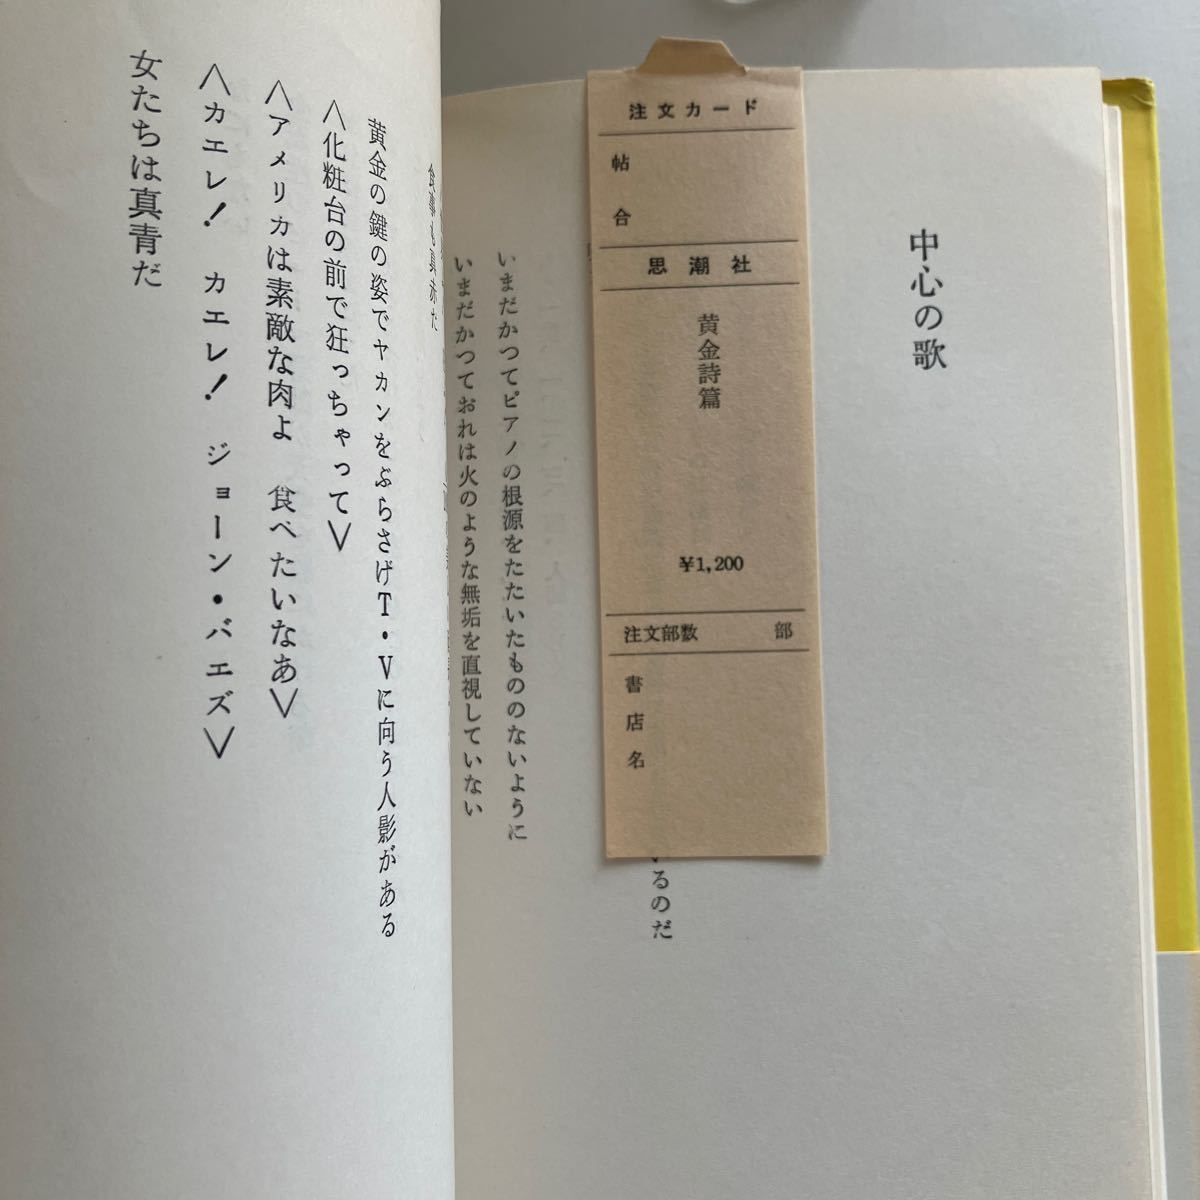 中心の歌
いるのだ
注文カード
帖合
思潮社
黄金詩篇
¥1,200
注文部数 部
書店名
いまだかつてピアノの根源をたたいたもののないように
いまだかつておれは火のような無垢を直視していない
食事も真赤だ
黄金の鍵の姿でヤカンをぶらさげT・Vに向う人影がある
〈化粧台の前で狂っちゃって〉
〈アメリカは素敵な肉よ 食べたいなあ〉
〈カエレ! カエレ! ジョーン・バエズ〉
女たちは真青だ